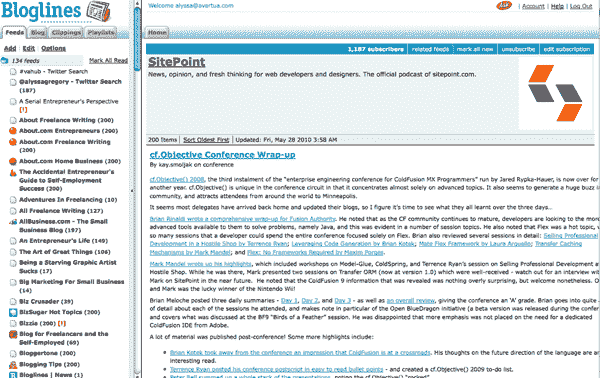 Bloglines
Welcome alyssa@avertua.com
| Account | Help | Log Out
Feeds Blog Clippings Playlists
Home
Add Edit Options
1,187 subscribers | related feeds | mark all new | unsubscribe | edit subscription
134 feeds Mark All Read
#vahub - Twitter Search
@alyssagregory - Twitter Search (187)
A Serial Entrepreneur's Perspective [!]
About Freelance Writing (200)
About.com Entrepreneurs (200)
About.com Freelance Writing (200)
About.com Home Business (200)
The Accidental Entrepreneur's Guide to Self-Employment Success (200)
Adventures In Freelancing (10)
All Freelance Writing (127)
AllBusiness.com - The Small Business Blog (197)
An Entrepreneur's Life (149)
The Art of Great Things (106)
Being a Starving Graphic Artist Sucks (17)
Big Marketing For Small Business (14)
Biz Crusader (39)
BizSugar Hot Topics (200)
Bizzie (200) [!]
Blog for Freelancers and the Self-Employed (69)
Bloggertone (200)
Blogging Tips (200)
Bloglines | News (1)
SitePoint
News, opinion, and fresh thinking for web developers and designers. The official podcast of sitepoint.com.
200 Items | Sort Oldest First | Updated: Fri, May 28 2010 3:58 AM
cf.Objective Conference Wrap-up
By kay.smoljak on conference
cf.Objective() 2008, the third instalment of the "enterprise engineering conference for ColdFusion MX Programmers" run by Jared Rypka-Hauer, is now over for
another year. cf.Objective() is unique in the conference circuit in that it concentrates almost solely on advanced topics. It also seems to generate a huge buzz in
community, and attracts attendees from around the world to Minneapolis.
It seems most delegates have arrived back home and updated their blogs, so I figure it's time to see what they all learnt over the three days..
Brian Rinaldi wrote a comprehensive wrap-up for Fusion Authority. He noted that as the CF community continues to mature, developers are looking to the more
advanced tools available to them to solve problems, namely Java, and this was evident in a number of session topics. He also noted that Flex was a hot topic, w
so many sessions that a developer could spend the entire conference focused solely on Flex. Brian also reviewed several sessions in detail: Selling Professional
Development in a Hostile Shop by Terrence Ryan; Leveraging Code Generation by Brian Kotek; Mate Flex Framework by Laura Arguello; Transfer Caching
Mechanisms by Mark Mandel; and Flex: No Frameworks Required by Maxim Porges.
Mark Mandel wrote up his highlights, which included workshops on Model-Glue, ColdSpring, and Terrence Ryan's session on Selling Professional Development at
Hostile Shop. While he was there, Mark presented two sessions on Transfer ORM (now at version 1.0) which were well-received - watch out for an interview wit
Mark on SitePoint in the near future. He noted that the ColdFusion 9 information that was revealed was nothing overly surprising, but welcome nonetheless. O
and Mark was the lucky winner of the Nintendo Wii!
Brian Meloche posted three daily summaries - Day 1, Day 2, and Day 3 - as well as an overall review, giving the conference an 'A' grade. Brian goes into quite a
of detail about each of the sessions he attended, and makes note in particular of the Open BlueDragon initiative (a beta version was released during the confer
and covers what was discussed at the BF9 "Birds of a Feather" session. He was disappointed that more emphasis was not placed on the need for a dedicated
ColdFusion IDE from Adobe.
A lot of material was published post-conference! Some more highlights include:
Brian Kotek took away from the conference an impression that ColdFusion is at a crossroads. His thoughts on the future direction of the language are an
interesting read.
Terrence Ryan posted his conference postscript in easy to read bullet points - and created a cf.Objective() 2009 to-do list.